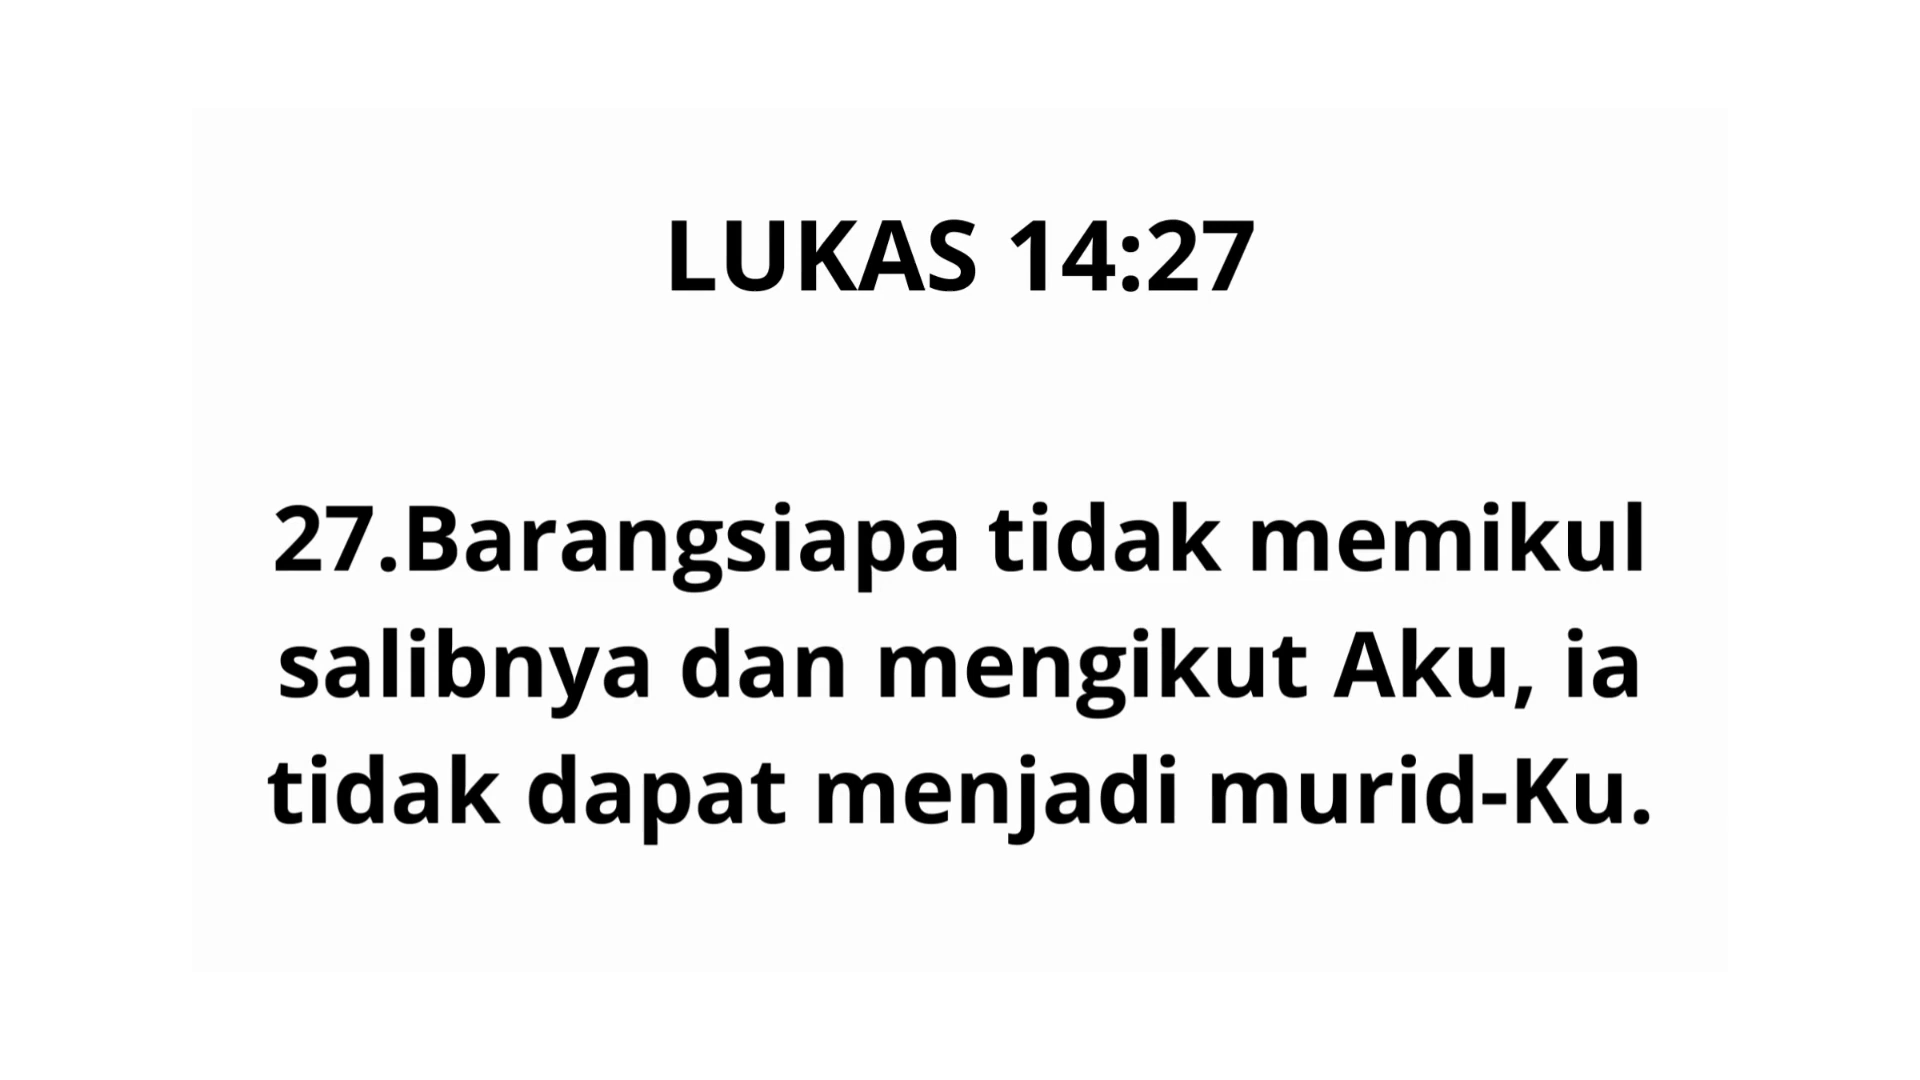 LUKAS 14:27
27.Barangsiapa tidak memikul
salibnya dan mengikut Aku, ia
tidak dapat menjadi murid-Ku.